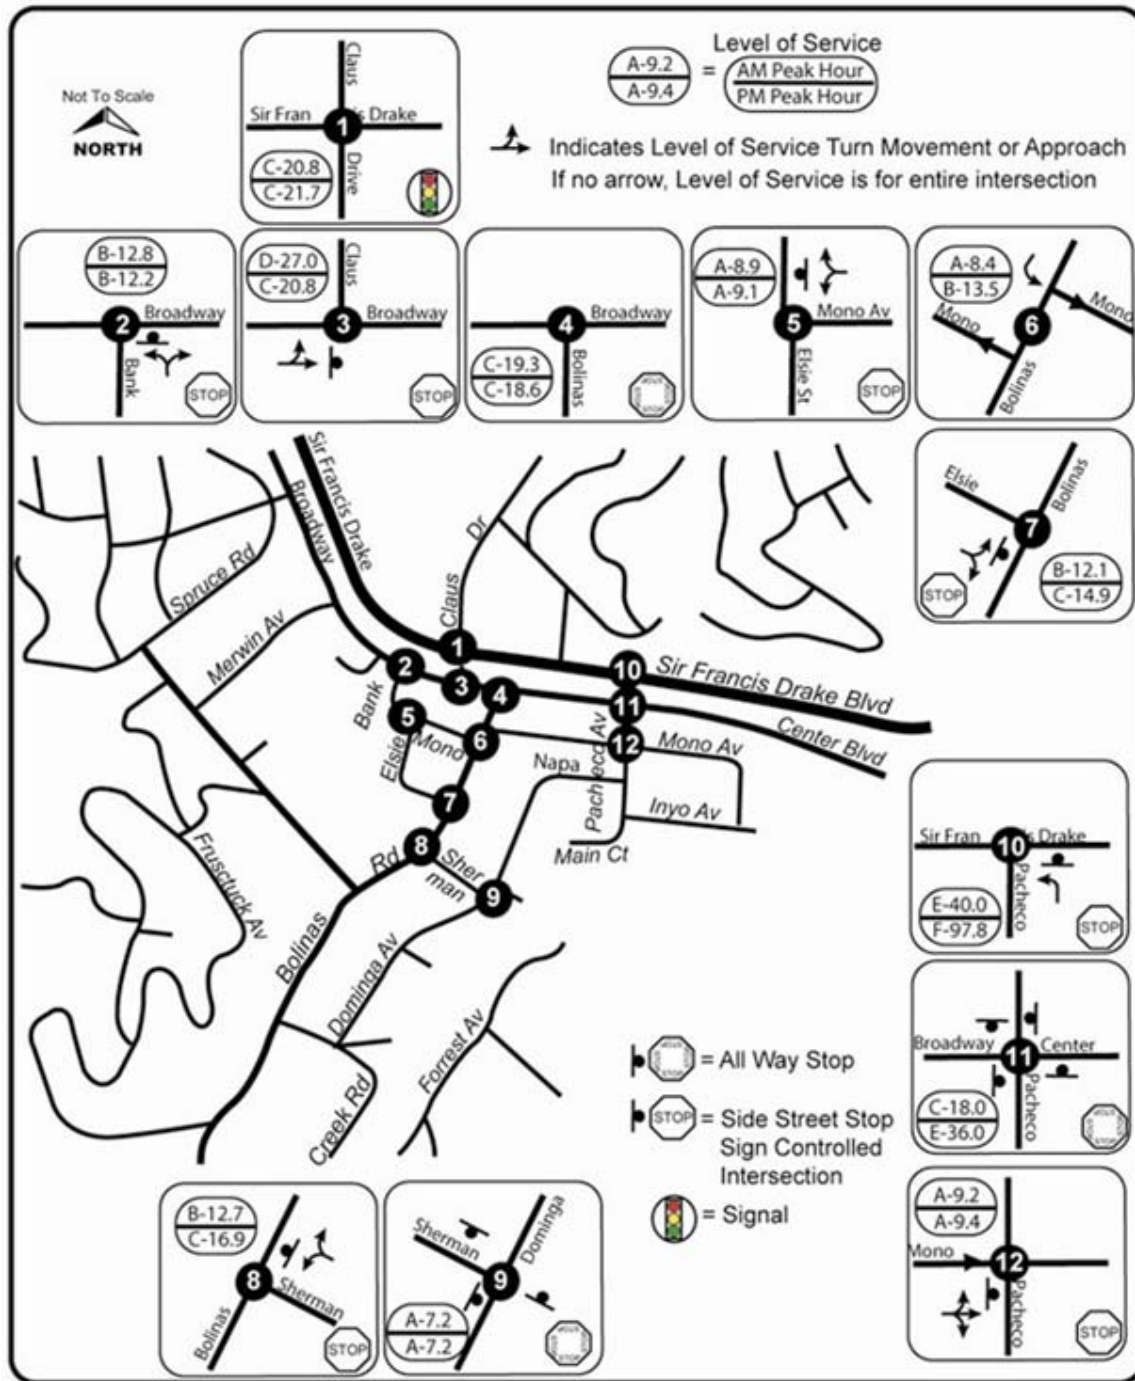 Level of Service
A-9.2
A-9.4
=
AM Peak Hour
PM Peak Hour
Not To Scale
NORTH
Indicates Level of Service Turn Movement or Approach
If no arrow, Level of Service is for entire intersection
Claus
Sir Fran
1
is Drake
Drive
C-20.8
C-21.7
B-12.8
B-12.2
2
Broadway
Bank
STOP
D-27.0
C-20.8
Claus
3
Broadway
STOP
4
Broadway
Bolinas
C-19.3
C-18.6
STOP
A-8.9
A-9.1
5
Mono Av
Elsie St
STOP
A-8.4
B-13.5
Mono
6
Mono
Bolinas
Elsie
Bolinas
7
STOP
B-12.1
C-14.9
Sir Francis Drake
Broadway
Spruce Rd
Merwin Av
Claus
Dr
1
2
3
4
5
6
7
8
9
10
11
12
Sir Francis Drake Blvd
Center Blvd
Bank
Elsie
Mono
Mono Av
Napa
Pacheco Av
Inyo Av
Main Ct
Rd
Sher
man
Frusctuck Av
Bolinas
Dominga Av
Forrest Av
Creek Rd
Sir Fran
10
is Drake
Pacheco
E-40.0
F-97.8
STOP
Broadway
11
Center
Pacheco
C-18.0
E-36.0
STOP
A-9.2
A-9.4
Mono
12
Pacheco
STOP
STOP
= All Way Stop
STOP
= Side Street Stop
Sign Controlled
Intersection
= Signal
B-12.7
C-16.9
8
Sherman
Bolinas
STOP
Sherman
Dominga
9
A-7.2
A-7.2
STOP